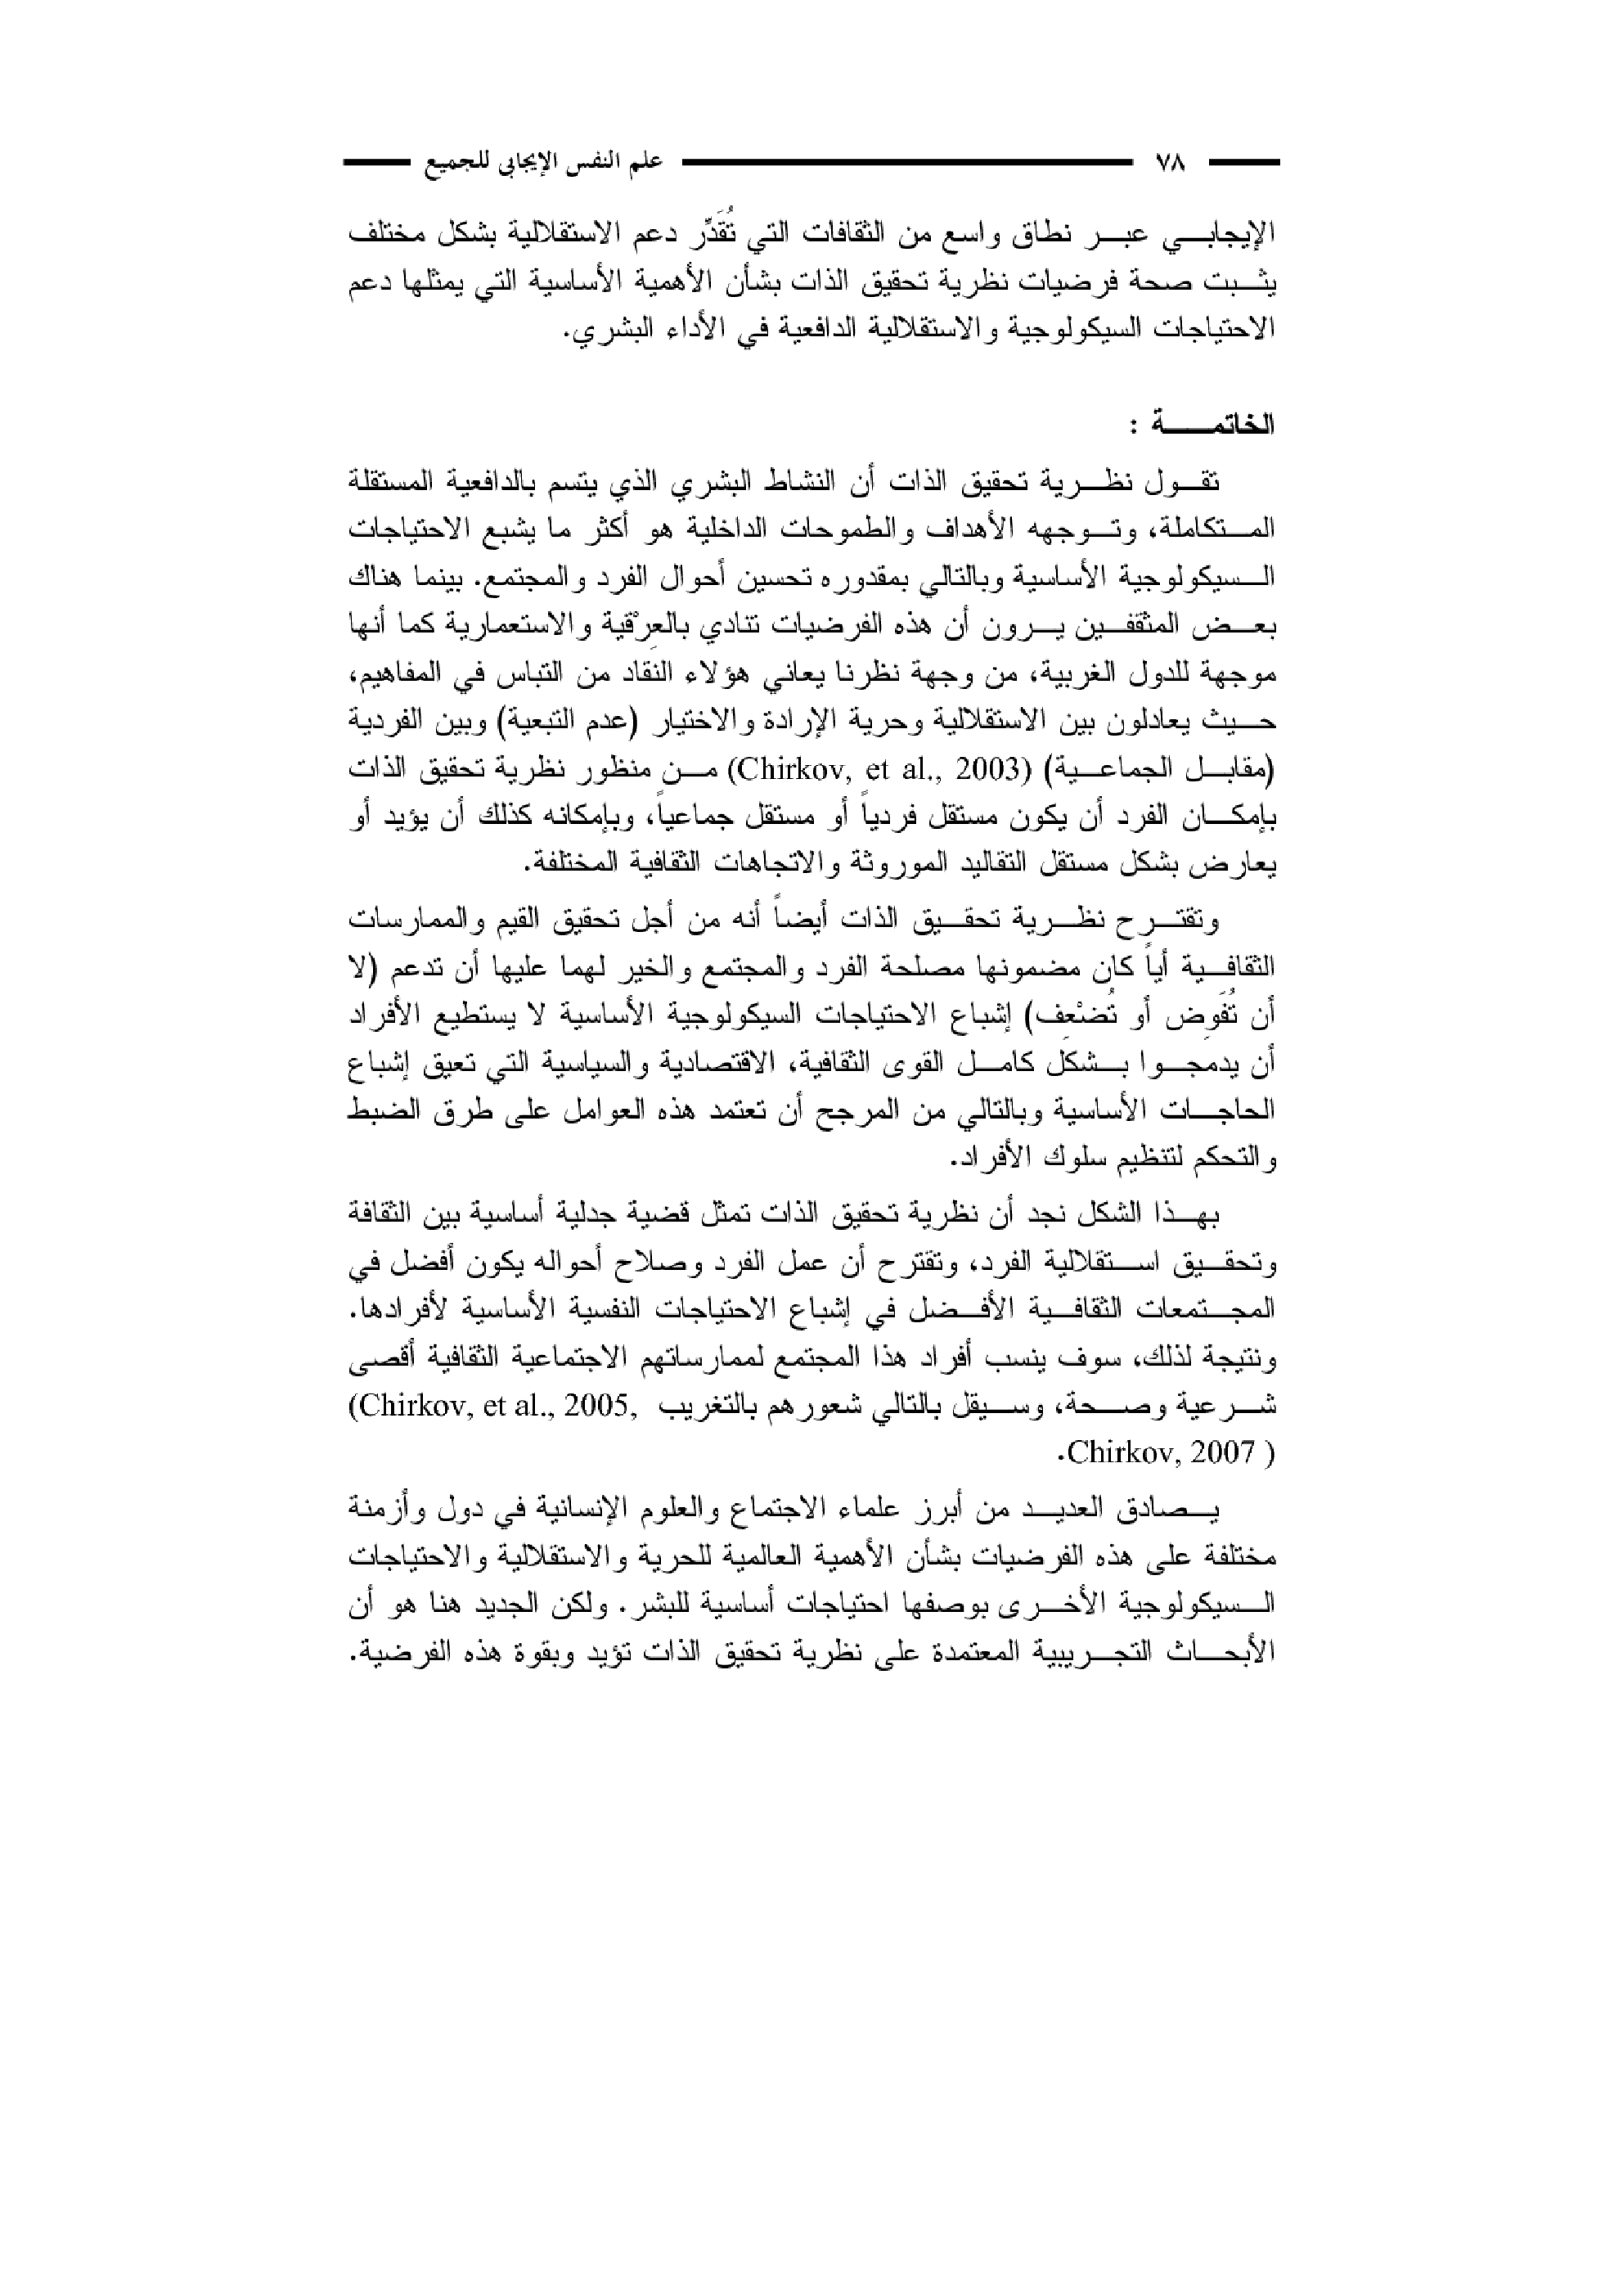 ٧٨ علم النفس الإيجابي للجميع
الإيجابي عبر نطاق واسع من الثقافات التي تُقَدِّر دعم الاستقلالية بشكل مختلف
يثبت صحة فرضيات نظرية تحقيق الذات بشأن الأهمية الأساسية التي يمثلها دعم
الاحتياجات السيكولوجية والاستقلالية الدافعية في الأداء البشري.
الخاتمة :
تقول نظرية تحقيق الذات أن النشاط البشري الذي يتسم بالدافعية المستقلة
المتكاملة، وتوجهه الأهداف والطموحات الداخلية هو أكثر ما يشبع الاحتياجات
السيكولوجية الأساسية وبالتالي بمقدوره تحسين أحوال الفرد والمجتمع. بينما هناك
بعض المثقفين يرون أن هذه الفرضيات تنادي بالعِرْقية والاستعمارية كما أنها
موجهة للدول الغربية، من وجهة نظرنا يعاني هؤلاء النقاد من التباس في المفاهيم،
حيث يعادلون بين الاستقلالية وحرية الإرادة والاختيار (عدم التبعية) وبين الفردية
(مقابل الجماعية) (Chirkov, et al., 2003) من منظور نظرية تحقيق الذات
بإمكان الفرد أن يكون مستقل فردياً أو مستقل جماعياً، وبإمكانه كذلك أن يؤيد أو
يعارض بشكل مستقل التقاليد الموروثة والاتجاهات الثقافية المختلفة.
وتقترح نظرية تحقيق الذات أيضاً أنه من أجل تحقيق القيم والممارسات
الثقافية أياً كان مضمونها مصلحة الفرد والمجتمع والخير لهما عليها أن تدعم (لا
أن تُفَوِض أو تُضْعِف) إشباع الاحتياجات السيكولوجية الأساسية لا يستطيع الأفراد
أن يدمجوا بشكل كامل القوى الثقافية، الاقتصادية والسياسية التي تعيق إشباع
الحاجات الأساسية وبالتالي من المرجح أن تعتمد هذه العوامل على طرق الضبط
والتحكم لتنظيم سلوك الأفراد.
بهذا الشكل نجد أن نظرية تحقيق الذات تمثل قضية جدلية أساسية بين الثقافة
وتحقيق استقلالية الفرد، وتقترح أن عمل الفرد وصلاح أحواله يكون أفضل في
المجتمعات الثقافية الأفضل في إشباع الاحتياجات النفسية الأساسية لأفرادها.
ونتيجة لذلك، سوف ينسب أفراد هذا المجتمع لممارساتهم الاجتماعية الثقافية أقصى
شرعية وصحة، وسيقل بالتالي شعورهم بالتغريب (Chirkov, et al., 2005,
Chirkov, 2007 ).
يصادق العديد من أبرز علماء الاجتماع والعلوم الإنسانية في دول وأزمنة
مختلفة على هذه الفرضيات بشأن الأهمية العالمية للحرية والاستقلالية والاحتياجات
السيكولوجية الأخرى بوصفها احتياجات أساسية للبشر. ولكن الجديد هنا هو أن
الأبحاث التجريبية المعتمدة على نظرية تحقيق الذات تؤيد وبقوة هذه الفرضية.